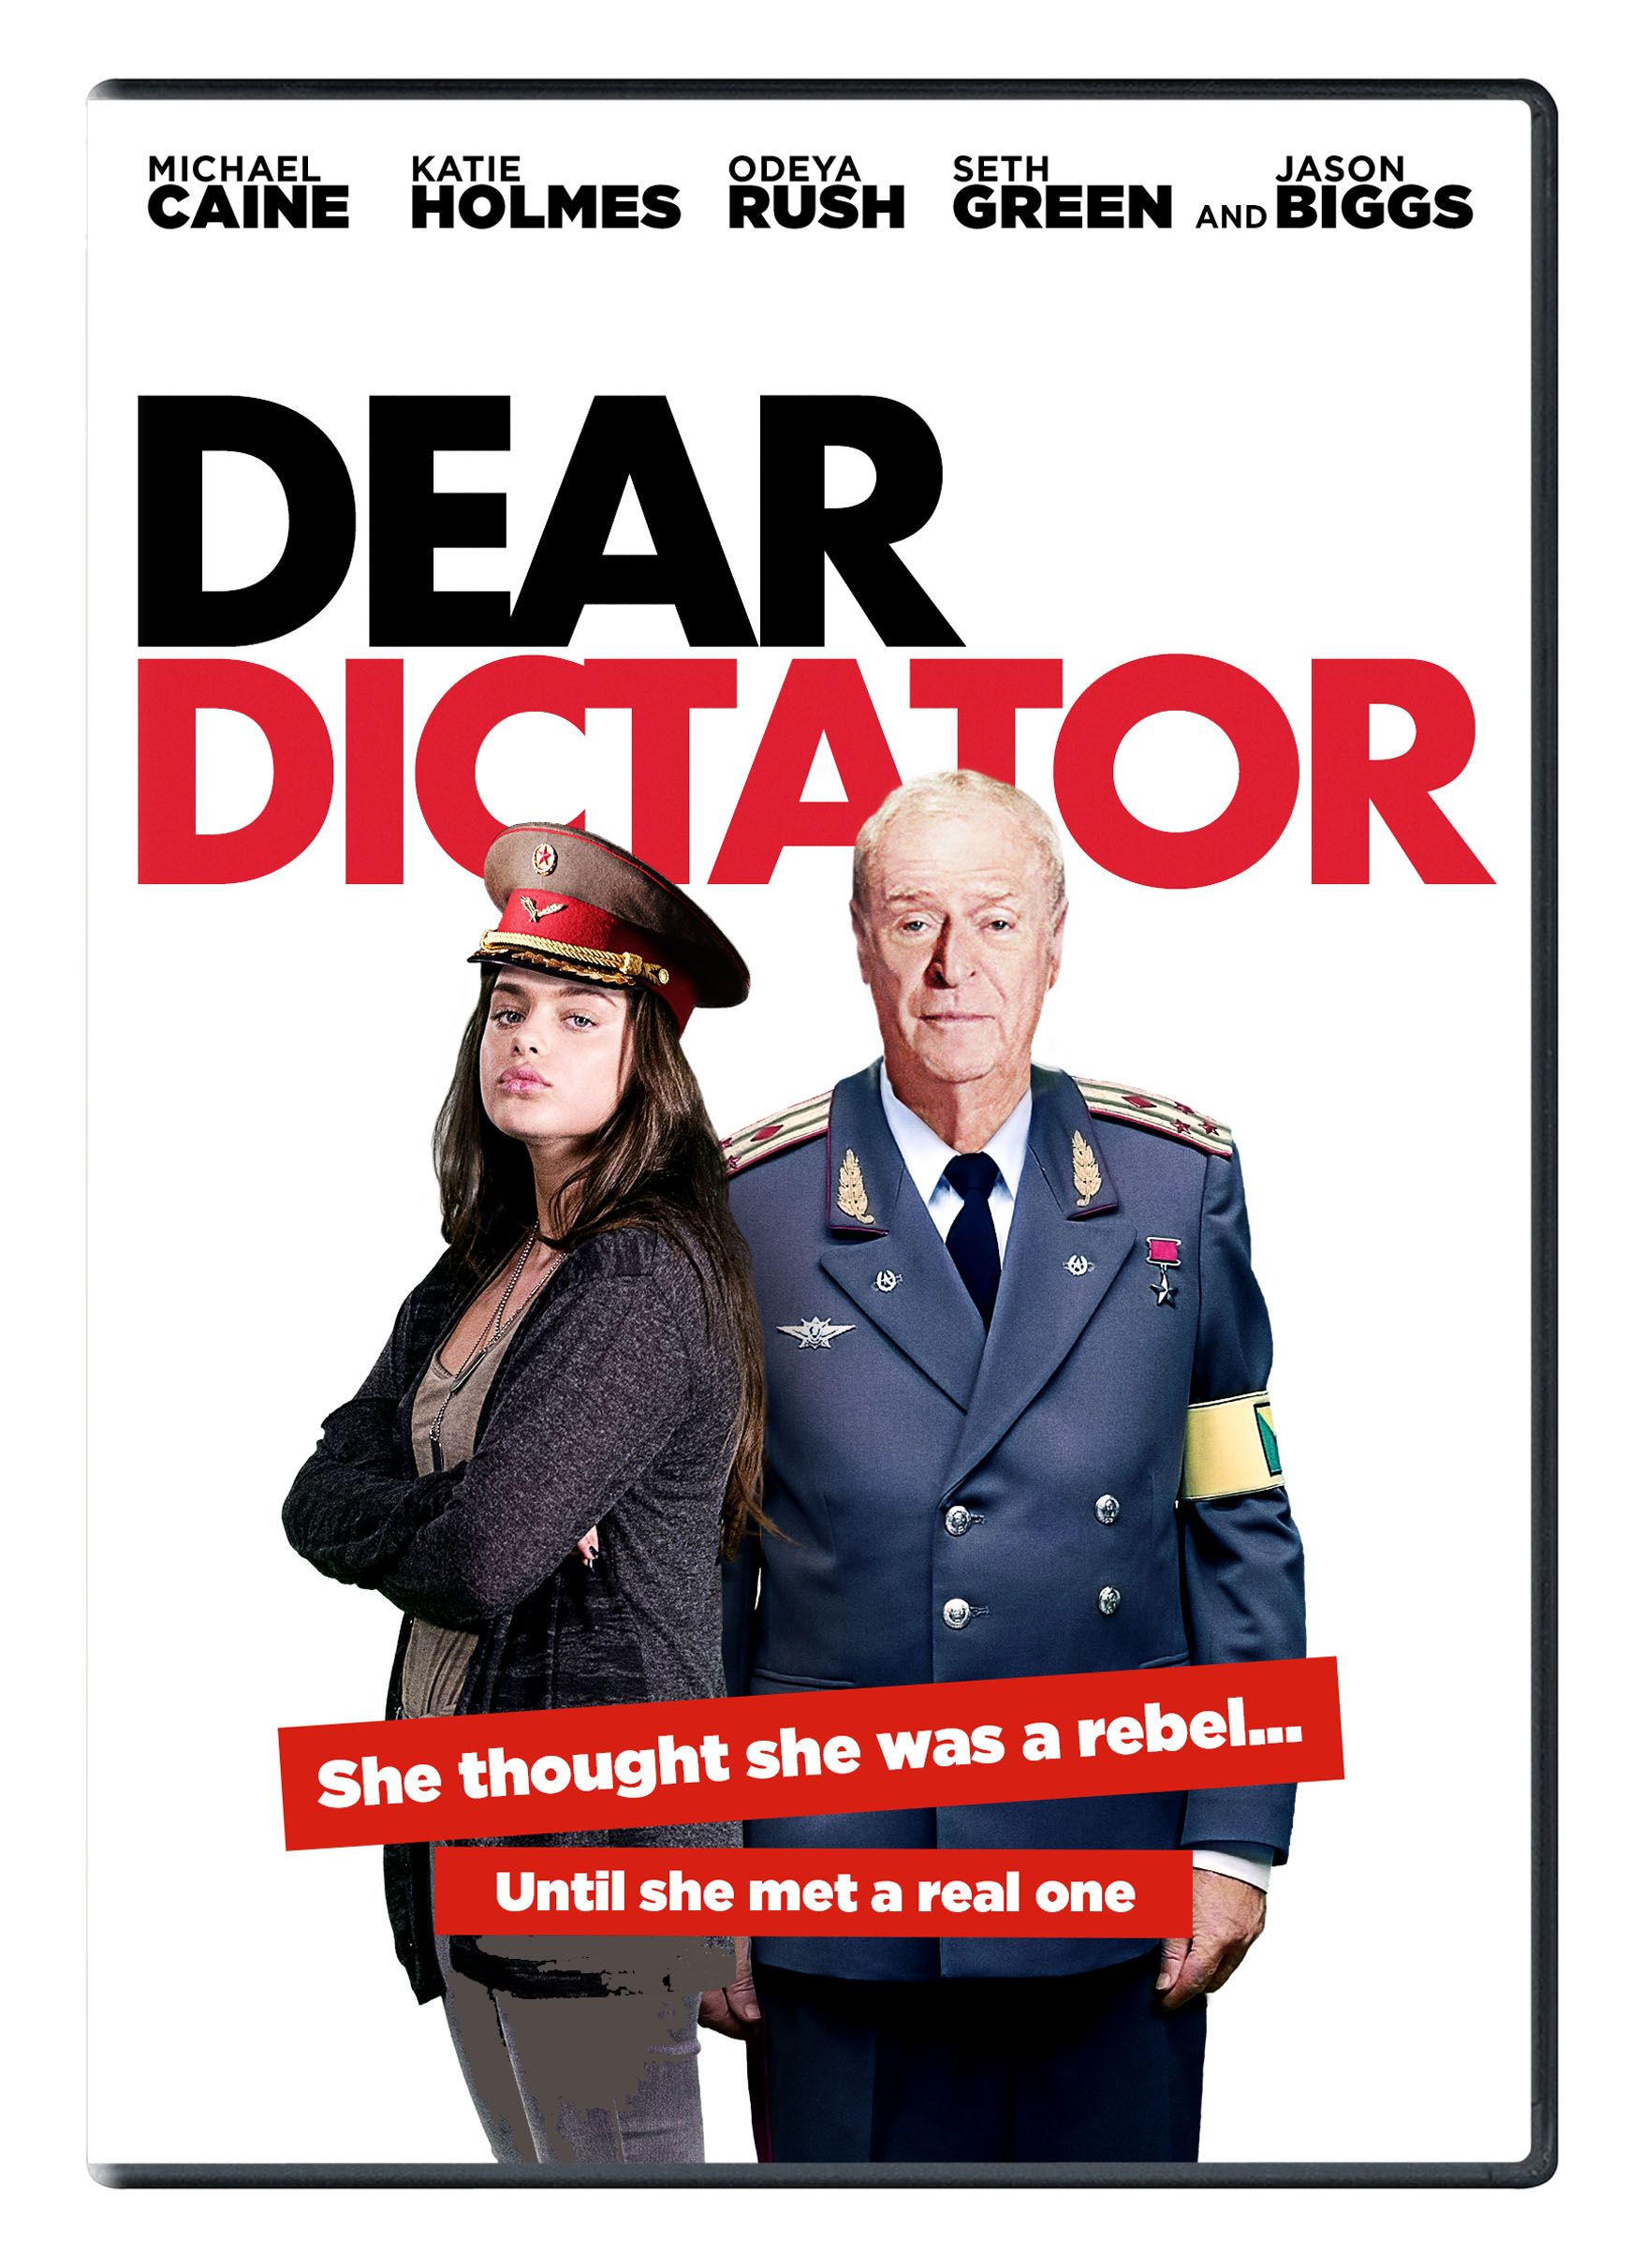 MICHAEL KATIE ODEYA SETH JASON
CAINE HOLMES RUSH GREEN AND BIGGS
DEAR
DICTATOR
She thought she was a rebel...
Until she met a real one